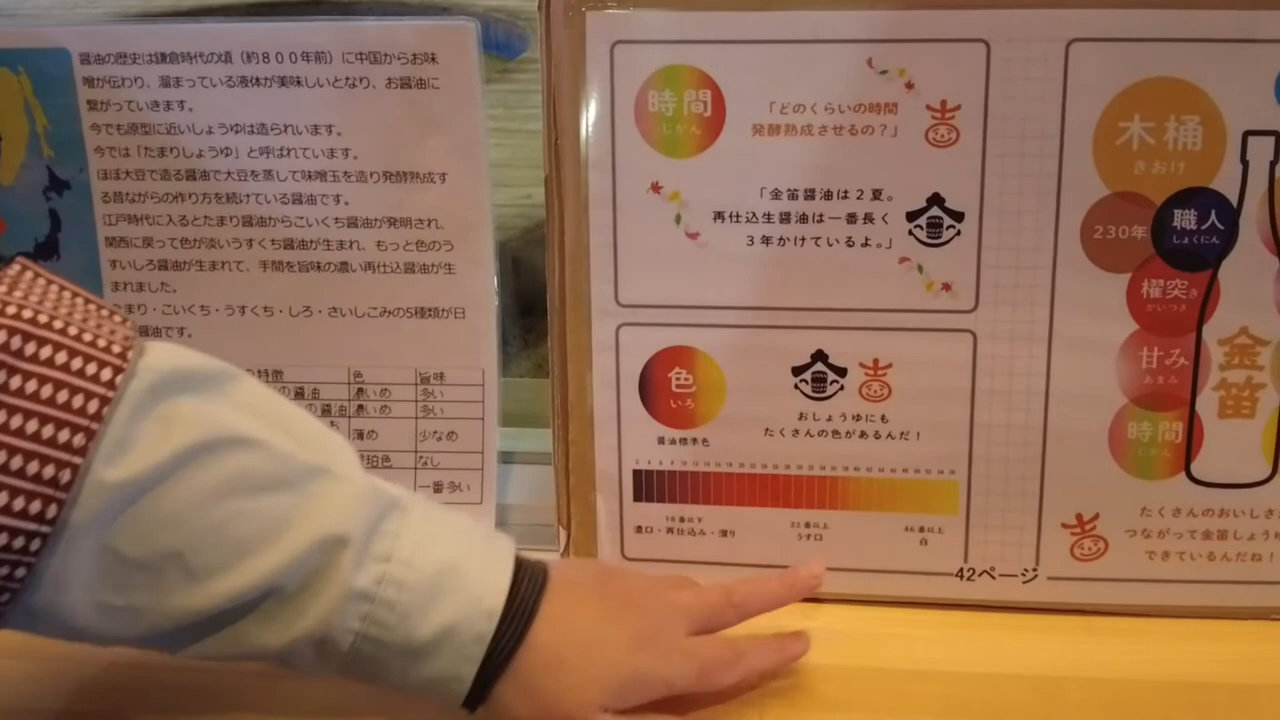 醤油の歴史は鎌倉時代の頃（約８００年前）に中国からお味
噌が伝わり、溜まっている液体が美味しいとなり、お醤油に
繋がっていきます。
今でも原型に近いしょうゆは造られいます。
今では「たまりしょうゆ」と呼ばれています。
ほぼ大豆で造る醤油で大豆を蒸して味噌玉を造り発酵熟成す
る昔ながらの作り方を続けている醤油です。
江戸時代に入るとたまり醤油からこいくち醤油が発明され、
関西に戻って色が淡いうすくち醤油が生まれ、もっと色のう
すいしろ醤油が生まれて、手間を旨味の濃い再仕込醤油が生
まれました。
たまり・こいくち・うすくち・しろ・さいしこみの5種類が日
醤油です。
の特徴 色 旨味
の醤油 濃いめ 多い
の醤油 濃いめ 多い
お
薄め 少なめ
琥珀色 なし
一番多い
時間
じかん
「どのくらいの時間
発酵熟成させるの？」
吉
「金笛醤油は２夏。
再仕込生醤油は一番長く
３年かけているよ。」
色
いろ
醤油標準色
吉
おしょうゆにも
たくさんの色があるんだ！
18番以下
濃口・再仕込み・溜り
22番以上
うす口
46番以上
白
42ページ
木桶
きおけ
230年
職人
しょくにん
櫂突き
かいつき
甘み
あまみ
時間
じかん
金笛
吉
たくさんのおいしさ
つながって金笛しょうゆ
できているんだね！